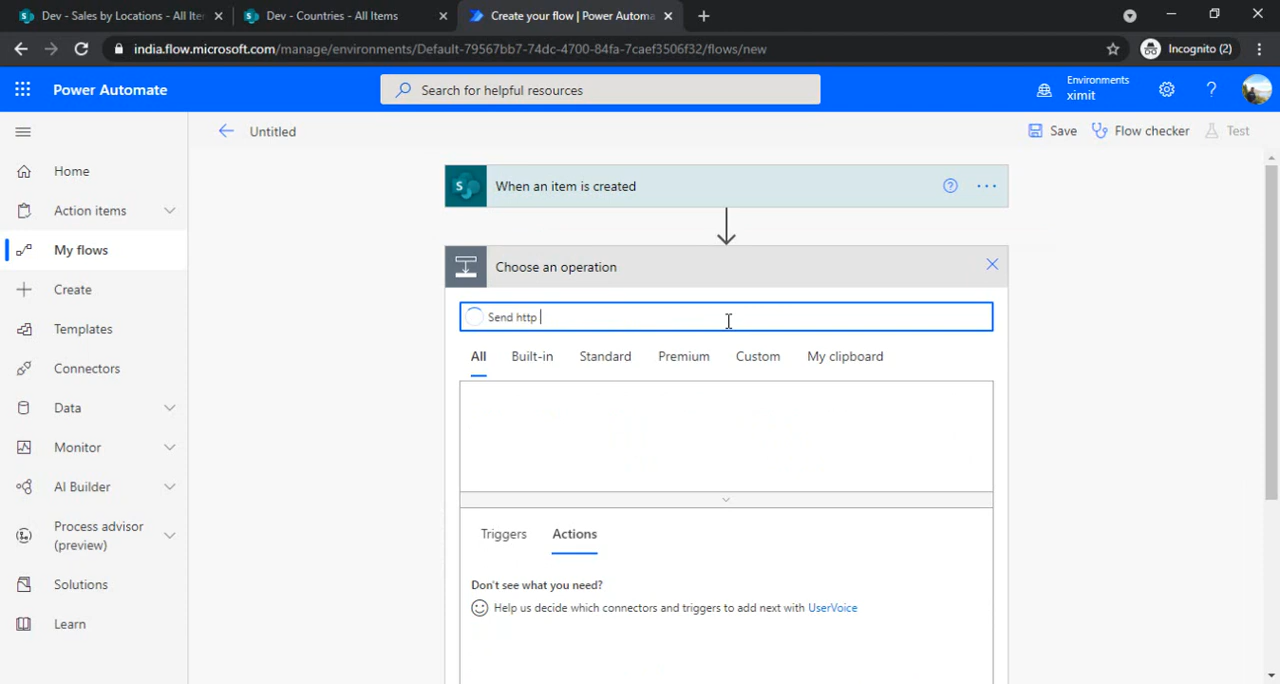 Dev - Sales by Locations - All Ite
Dev - Countries - All Items
Create your flow | Power Automa
india.flow.microsoft.com/manage/environments/Default-79567bb7-74dc-4700-84fa-7caef3506f32/flows/new
Incognito (2)
Power Automate
Search for helpful resources
Environments
ximit
Untitled
Save
Flow checker
Test
Home
Action items
My flows
Create
Templates
Connectors
Data
Monitor
AI Builder
Process advisor
(preview)
Solutions
Learn
S
When an item is created
Choose an operation
Send http
All
Built-in
Standard
Premium
Custom
My clipboard
Triggers
Actions
Don't see what you need?
Help us decide which connectors and triggers to add next with UserVoice